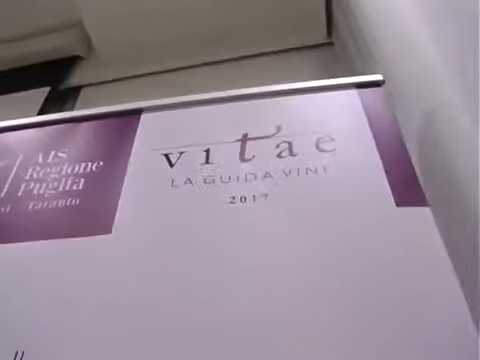 AIS
Regione
Puglia
Taranto
vitae
LA GUIDA VINI
2017